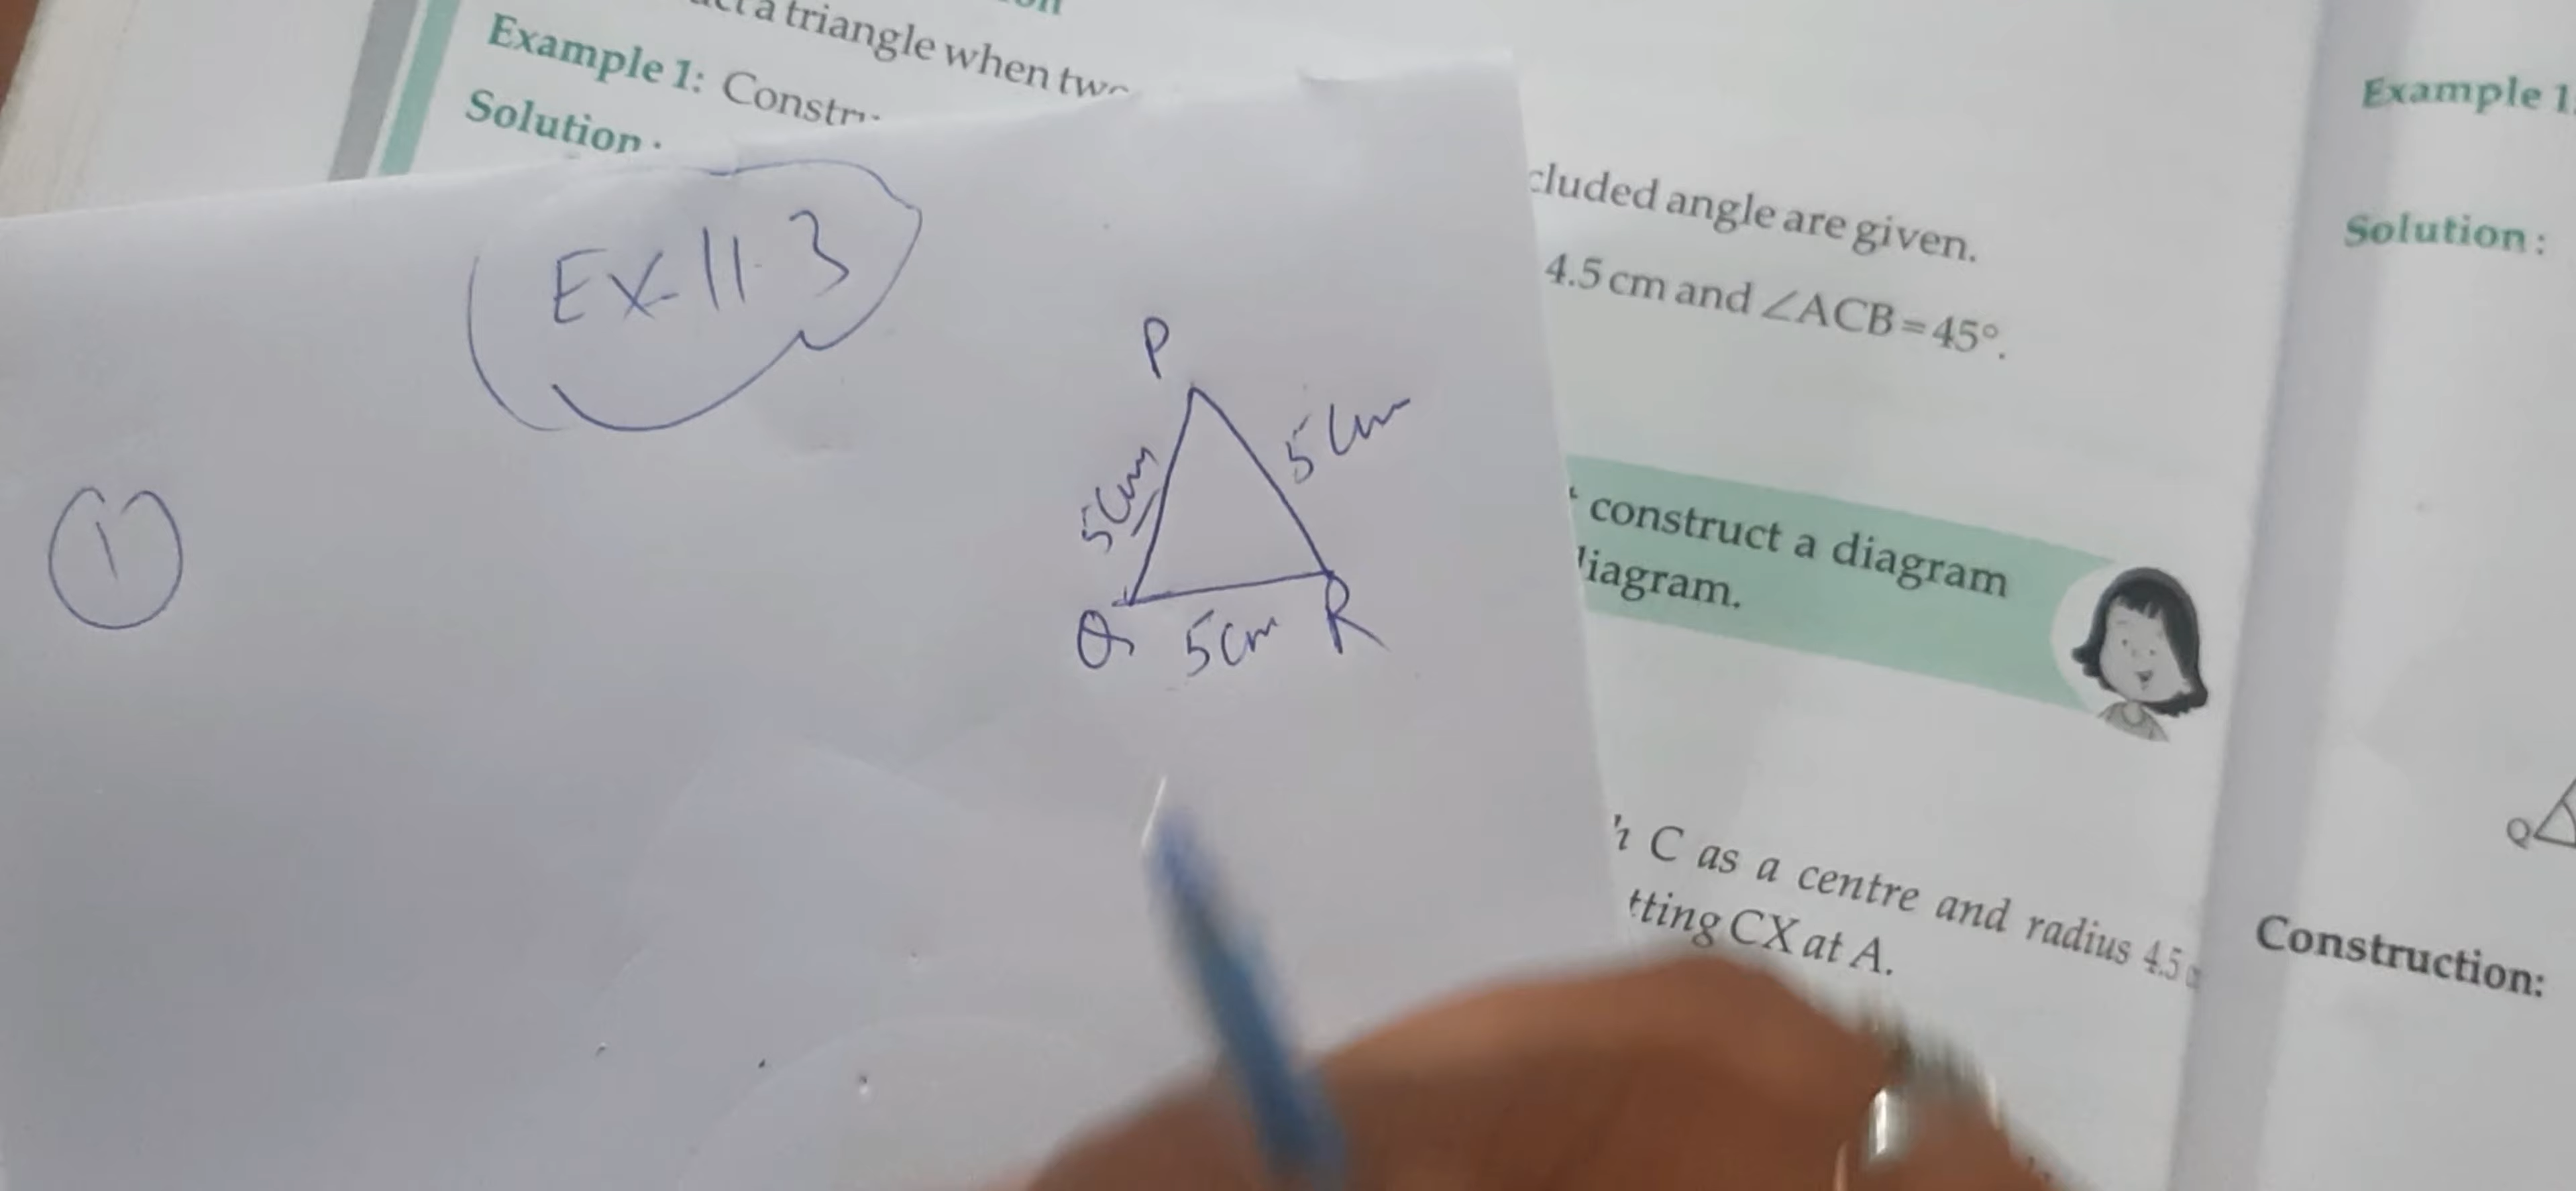 a triangle when two
Example 1: Constr
Solution
cluded angle are given.
4.5 cm and ∠ACB = 45°.
construct a diagram
diagram.
C as a centre and radius 4.5
tting CX at A.
Ex 11.3
1
P
5cm
5cm
Q
5cm
R
Example 1
Solution :
Q
Construction: